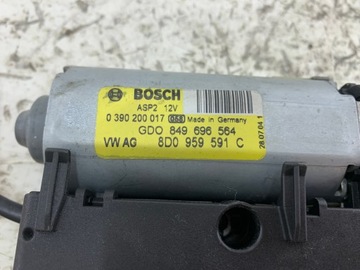 BOSCH
ASP2 12V
0 390 200 017 Made in Germany
GDO 849 696 564
VW AG 8D0 959 591 C